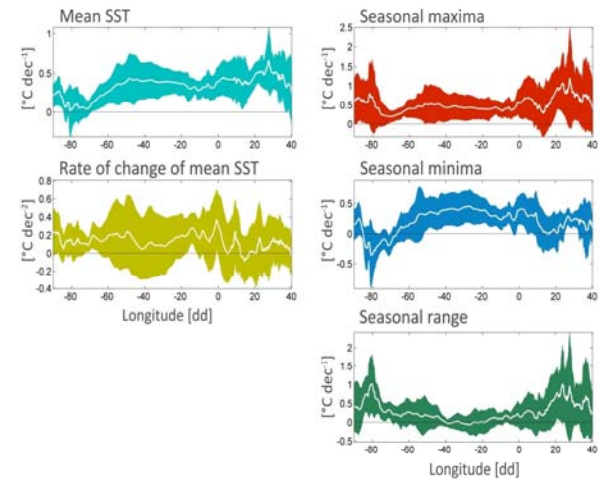 Mean SST
[°C dec⁻¹]
1
0.5
0
-80 -60 -40 -20 0 20 40
Seasonal maxima
[°C dec⁻¹]
2.5
2
1.5
1
0.5
0
-80 -60 -40 -20 0 20 40
Rate of change of mean SST
[°C dec⁻²]
0.8
0.6
0.4
0.2
0
-0.2
-0.4
-80 -60 -40 -20 0 20 40
Longitude [dd]
Seasonal minima
[°C dec⁻¹]
0.5
0
-0.5
-80 -60 -40 -20 0 20 40
Seasonal range
[°C dec⁻¹]
2
1.5
1
0.5
0
-0.5
-80 -60 -40 -20 0 20 40
Longitude [dd]